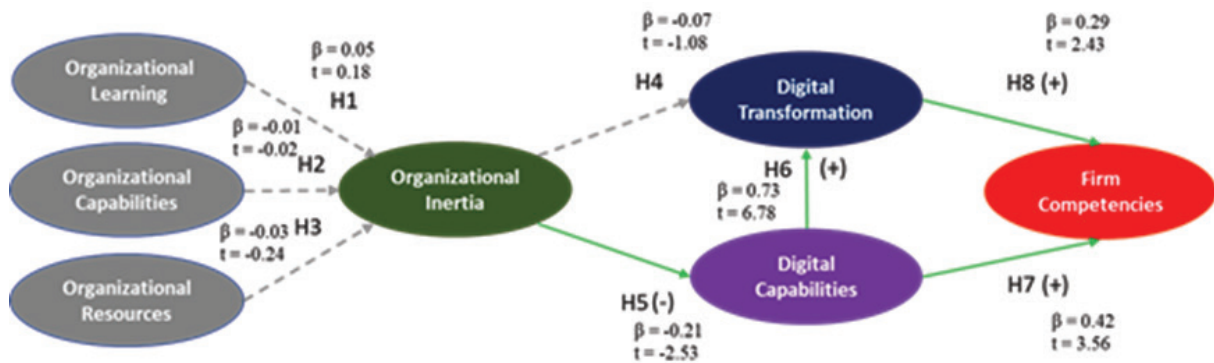 β = 0.05
t = 0.18
H1
Organizational
Learning
β = -0.01
t = -0.02
H2
Organizational
Capabilities
β = -0.03
t = -0.24
H3
Organizational
Resources
Organizational
Inertia
β = -0.07
t = -1.08
H4
Digital
Transformation
H6 (+)
β = 0.73
t = 6.78
Digital
Capabilities
H5 (-)
β = -0.21
t = -2.53
β = 0.29
t = 2.43
H8 (+)
Firm
Competencies
H7 (+)
β = 0.42
t = 3.56